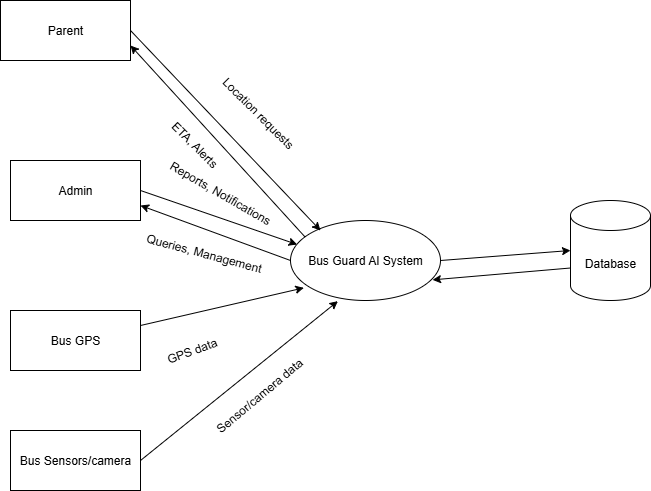 Parent
Location requests
ETA, Alerts
Admin
Reports, Notifications
Queries, Management
Bus Guard AI System
Database
Bus GPS
GPS data
Sensor/camera data
Bus Sensors/camera